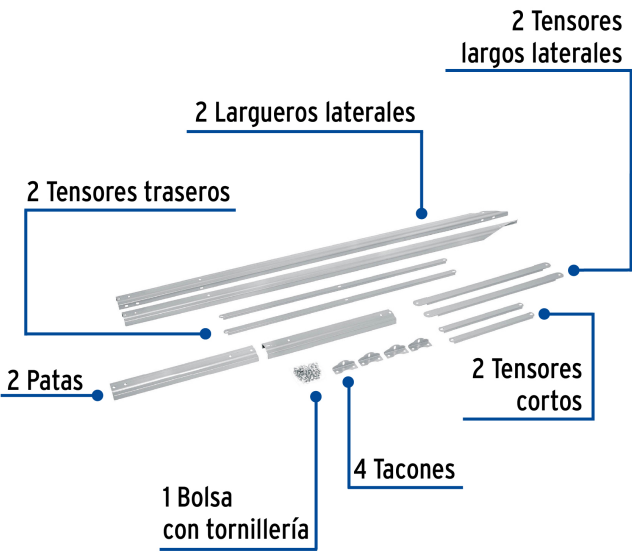 2 Tensores
largos laterales
2 Largueros laterales
2 Tensores traseros
2 Patas
2 Tensores
cortos
4 Tacones
1 Bolsa
con tornillería